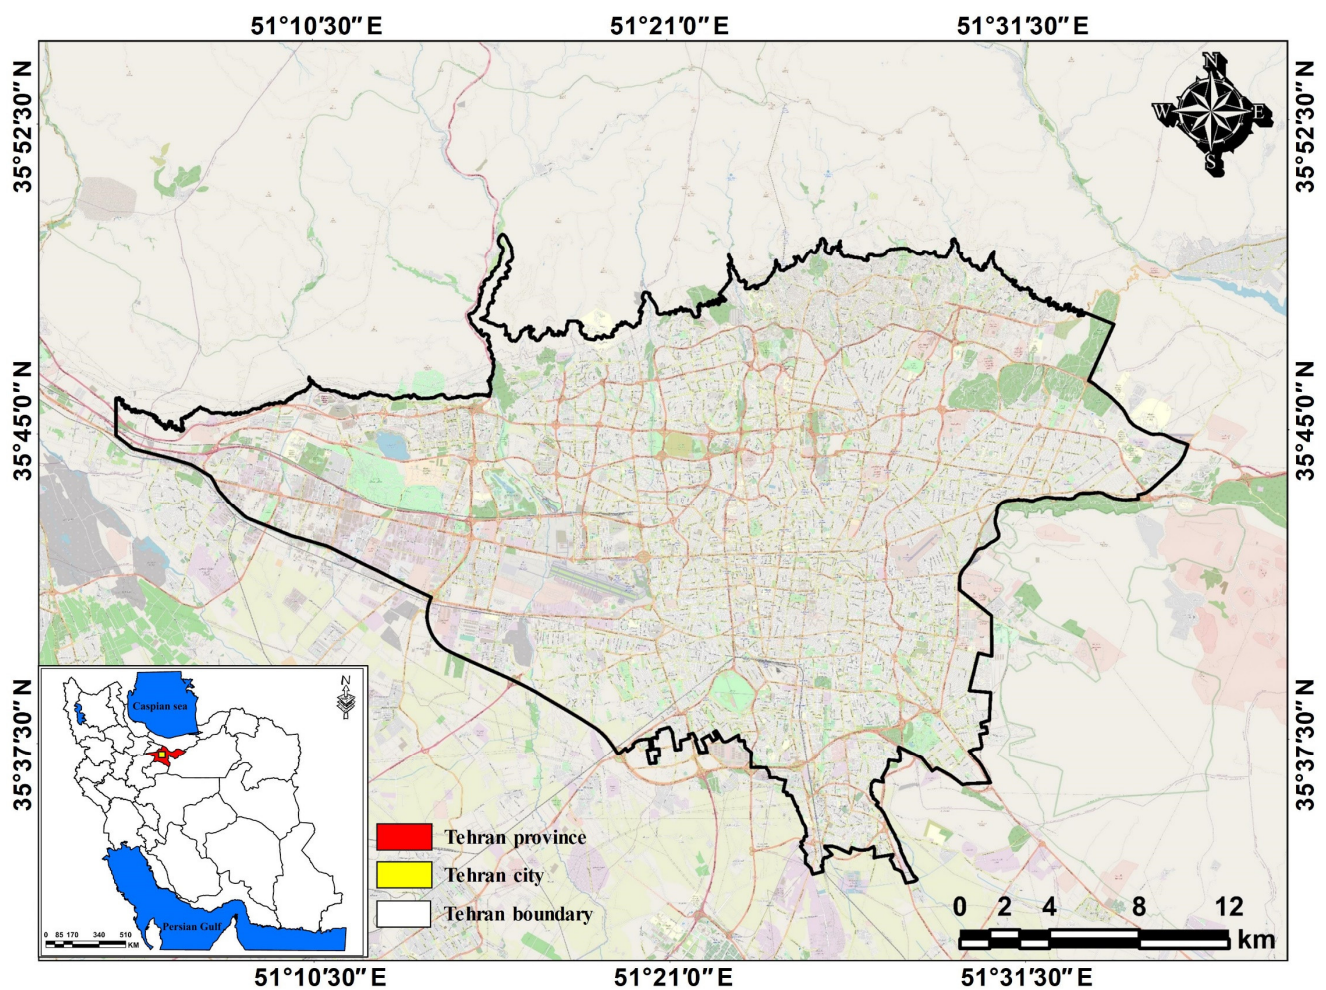 51°10'30"E 51°21'0"E 51°31'30"E
35°52'30"N 35°52'30"N
N
W E
S
35°45'0"N 35°45'0"N
35°37'30"N 35°37'30"N
N
Caspian sea
Persian Gulf
0 85 170 340 510
KM
Tehran province
Tehran city
Tehran boundary
0 2 4 8 12
km
51°10'30"E 51°21'0"E 51°31'30"E